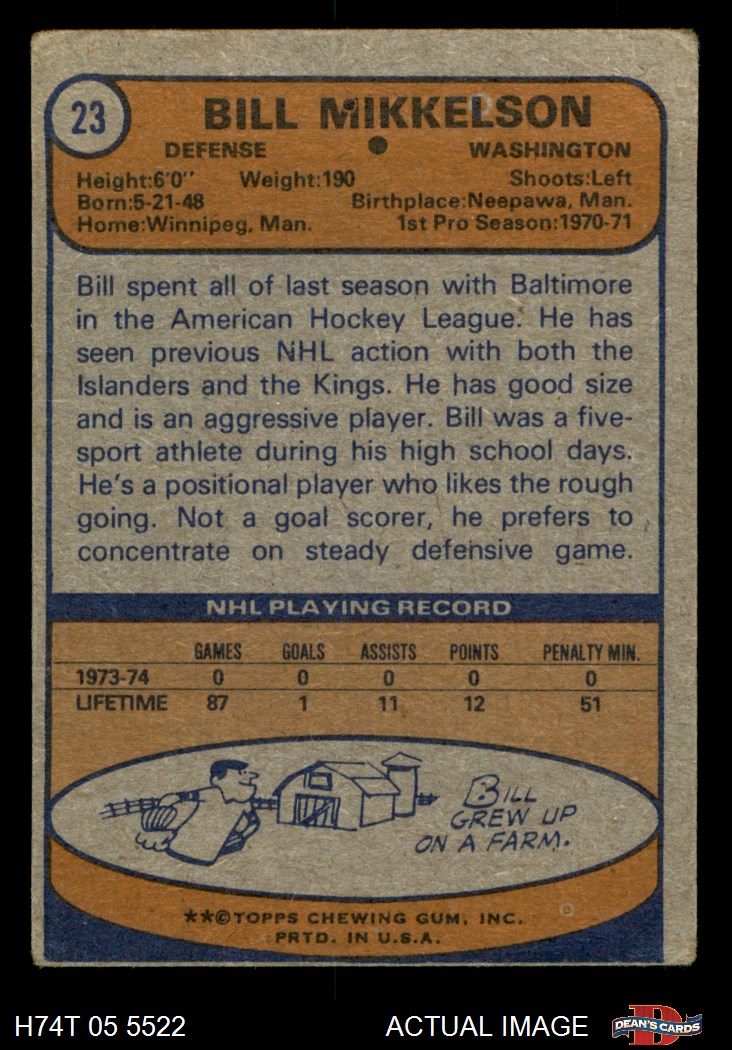 23
BILL MIKKELSON
DEFENSE ● WASHINGTON
Height:6'0" Weight:190 Shoots:Left
Born:5-21-48 Birthplace:Neepawa, Man.
Home:Winnipeg, Man. 1st Pro Season:1970-71
Bill spent all of last season with Baltimore
in the American Hockey League. He has
seen previous NHL action with both the
Islanders and the Kings. He has good size
and is an aggressive player. Bill was a five-
sport athlete during his high school days.
He's a positional player who likes the rough
going. Not a goal scorer, he prefers to
concentrate on steady defensive game.
NHL PLAYING RECORD
GAMES GOALS ASSISTS POINTS PENALTY MIN.
1973-74 0 0 0 0 0
LIFETIME 87 1 11 12 51
BILL
GREW UP
ON A FARM.
**©TOPPS CHEWING GUM, INC.
PRTD. IN U.S.A.
H74T 05 5522 ACTUAL IMAGE D DEAN'S CARDS